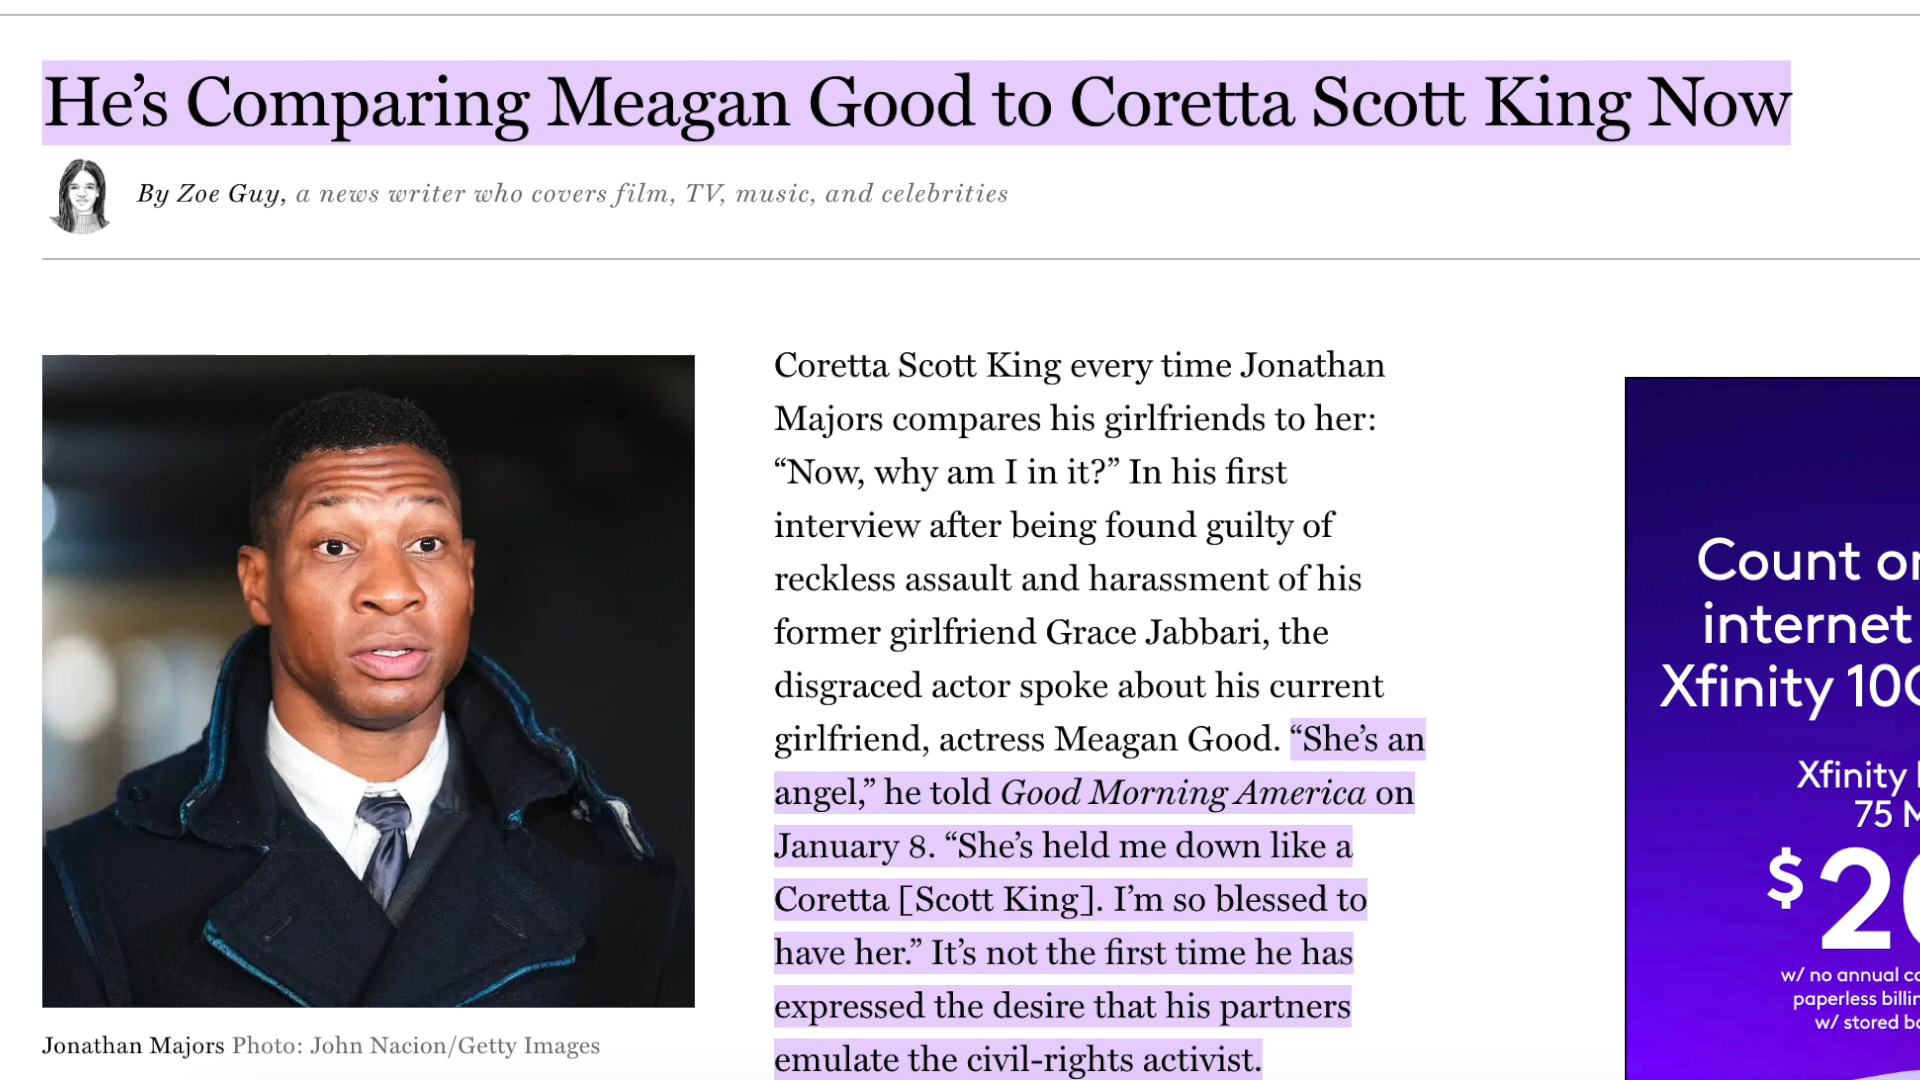 He’s Comparing Meagan Good to Coretta Scott King Now
By Zoe Guy, a news writer who covers film, TV, music, and celebrities
Coretta Scott King every time Jonathan
Majors compares his girlfriends to her:
“Now, why am I in it?” In his first
interview after being found guilty of
reckless assault and harassment of his
former girlfriend Grace Jabbari, the
disgraced actor spoke about his current
girlfriend, actress Meagan Good. “She’s an
angel,” he told Good Morning America on
January 8. “She’s held me down like a
Coretta [Scott King]. I’m so blessed to
have her.” It’s not the first time he has
expressed the desire that his partners
emulate the civil-rights activist.
Jonathan Majors Photo: John Nacion/Getty Images
Count
internet
Xfinity
Xfinity
75
$20
w/ no annual
paperless
w/ stored